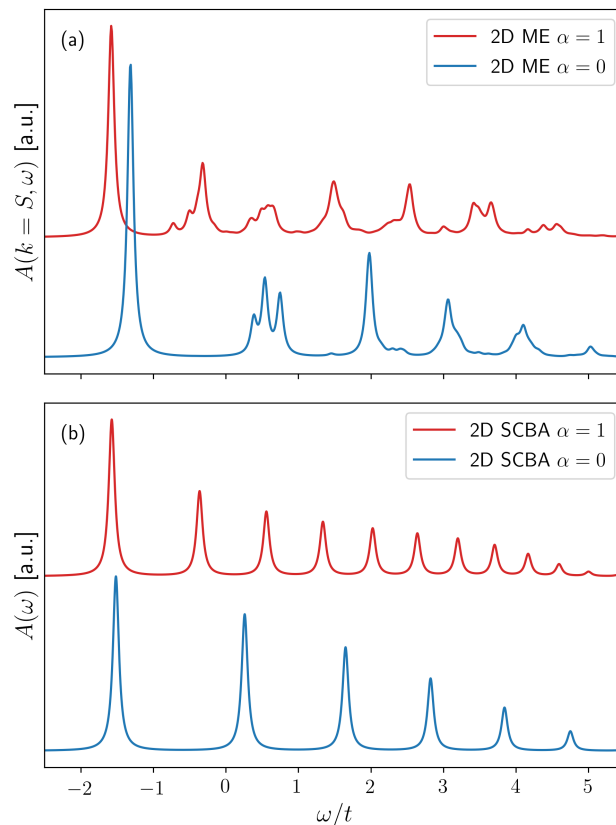 (a)
2D ME α = 1
2D ME α = 0
A(k = S, ω) [a.u.]
(b)
2D SCBA α = 1
2D SCBA α = 0
A(ω) [a.u.]
−2 −1 0 1 2 3 4 5
ω/t